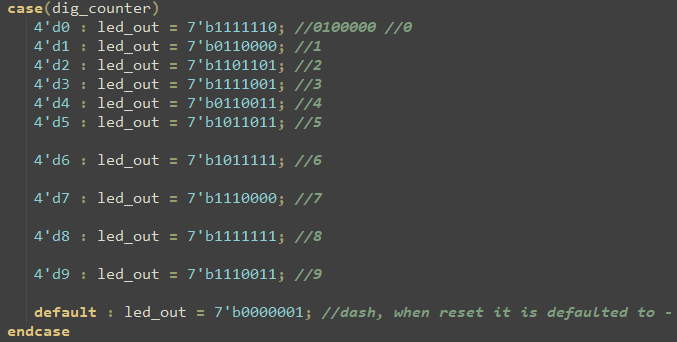 case(dig_counter)
4'd0 : led_out = 7'b1111110; //0100000 //0
4'd1 : led_out = 7'b0110000; //1
4'd2 : led_out = 7'b1101101; //2
4'd3 : led_out = 7'b1111001; //3
4'd4 : led_out = 7'b0110011; //4
4'd5 : led_out = 7'b1011011; //5
4'd6 : led_out = 7'b1011111; //6
4'd7 : led_out = 7'b1110000; //7
4'd8 : led_out = 7'b1111111; //8
4'd9 : led_out = 7'b1110011; //9
default : led_out = 7'b0000001; //dash, when reset it is defaulted to -
endcase